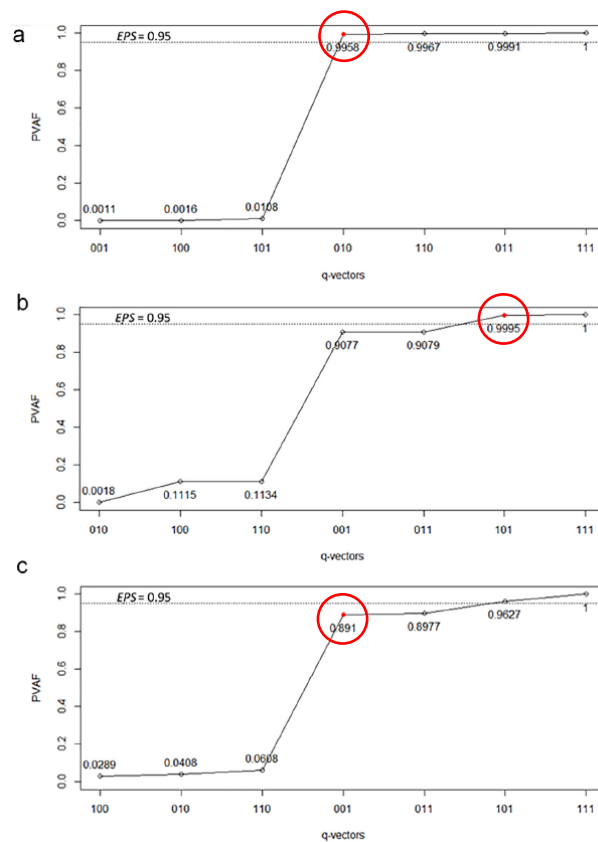 a
EPS = 0.95
PVAF
1.0
0.8
0.6
0.4
0.2
0.0
0.0011
0.0016
0.0108
0.9958
0.9967
0.9991
1
001 100 101 010 110 011 111
q-vectors
b
EPS = 0.95
PVAF
1.0
0.8
0.6
0.4
0.2
0.0
0.0018
0.1115
0.1134
0.9077
0.9079
0.9995
1
010 100 110 001 011 101 111
q-vectors
c
EPS = 0.95
PVAF
1.0
0.8
0.6
0.4
0.2
0.0
0.0289
0.0408
0.0608
0.891
0.8977
0.9627
1
100 010 110 001 011 101 111
q-vectors